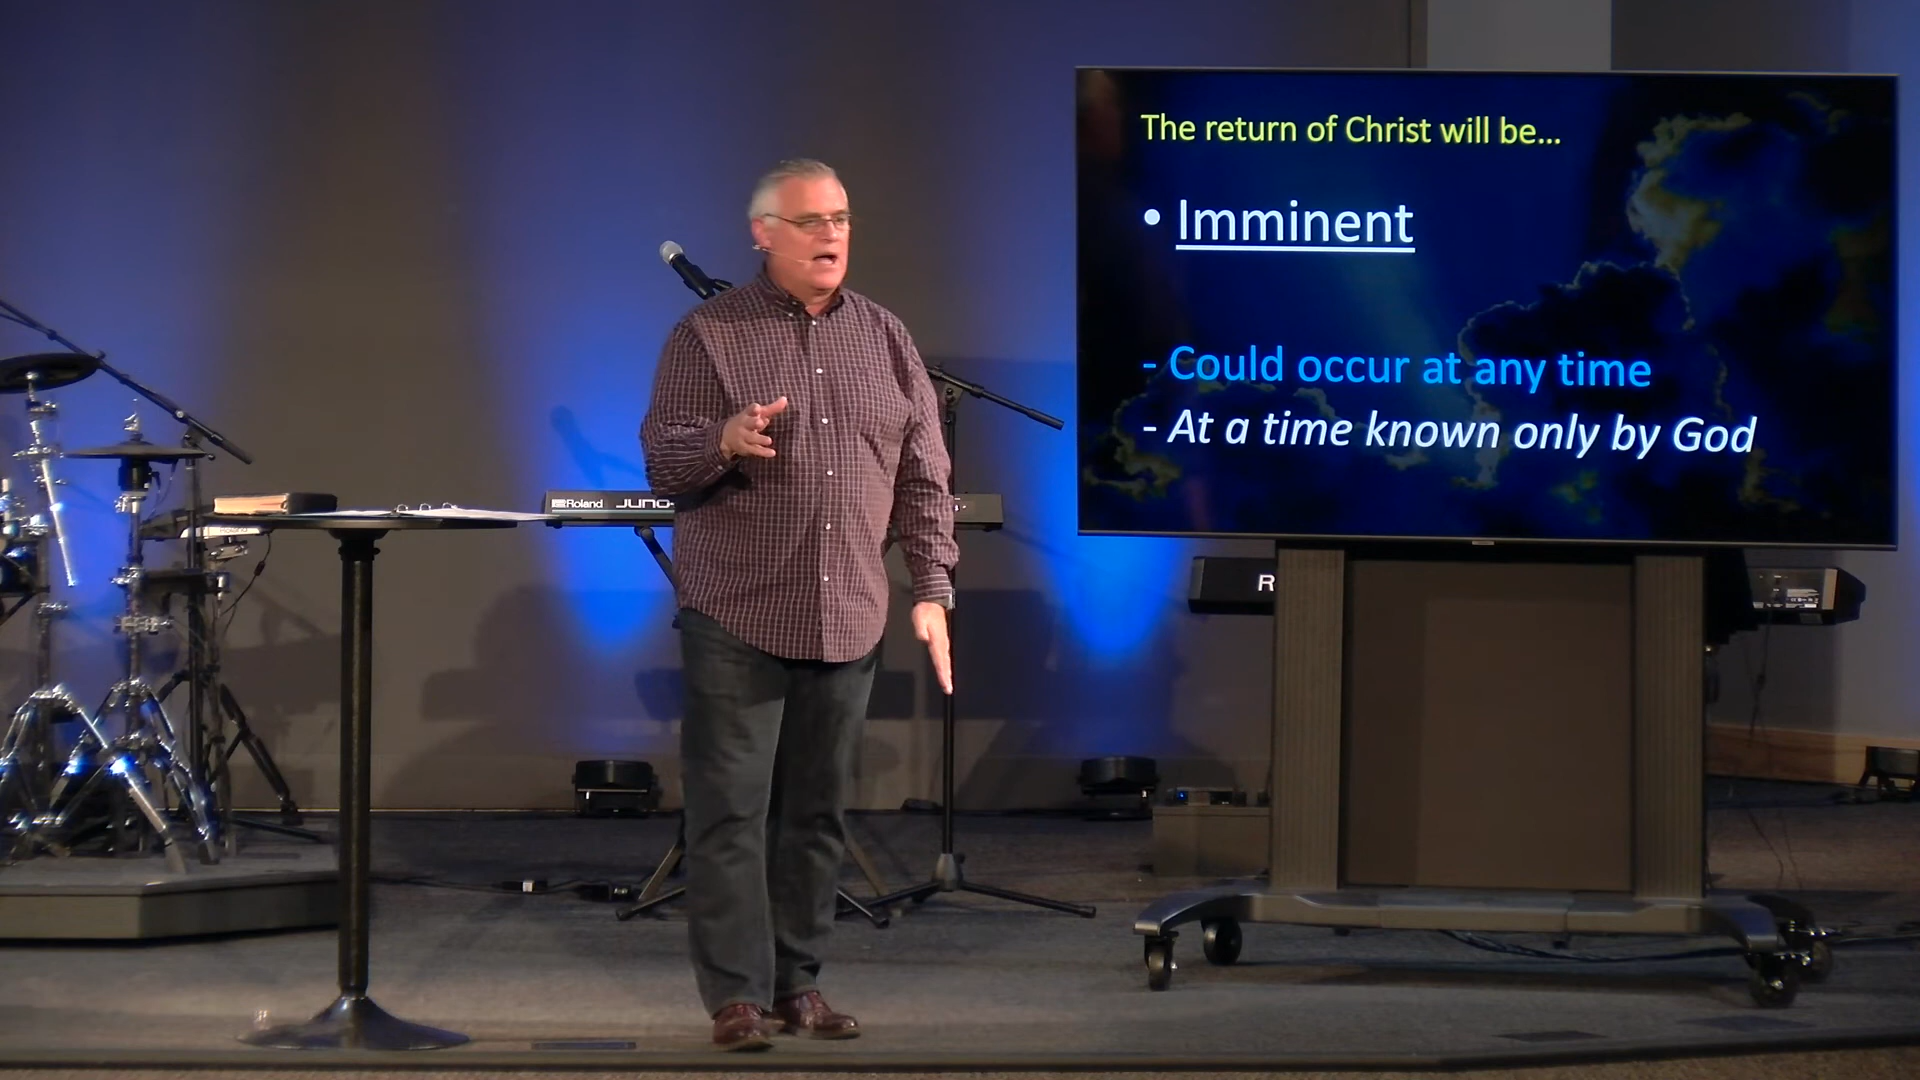 The return of Christ will be...
• Imminent
- Could occur at any time
- At a time known only by God
Roland JUNO-
R